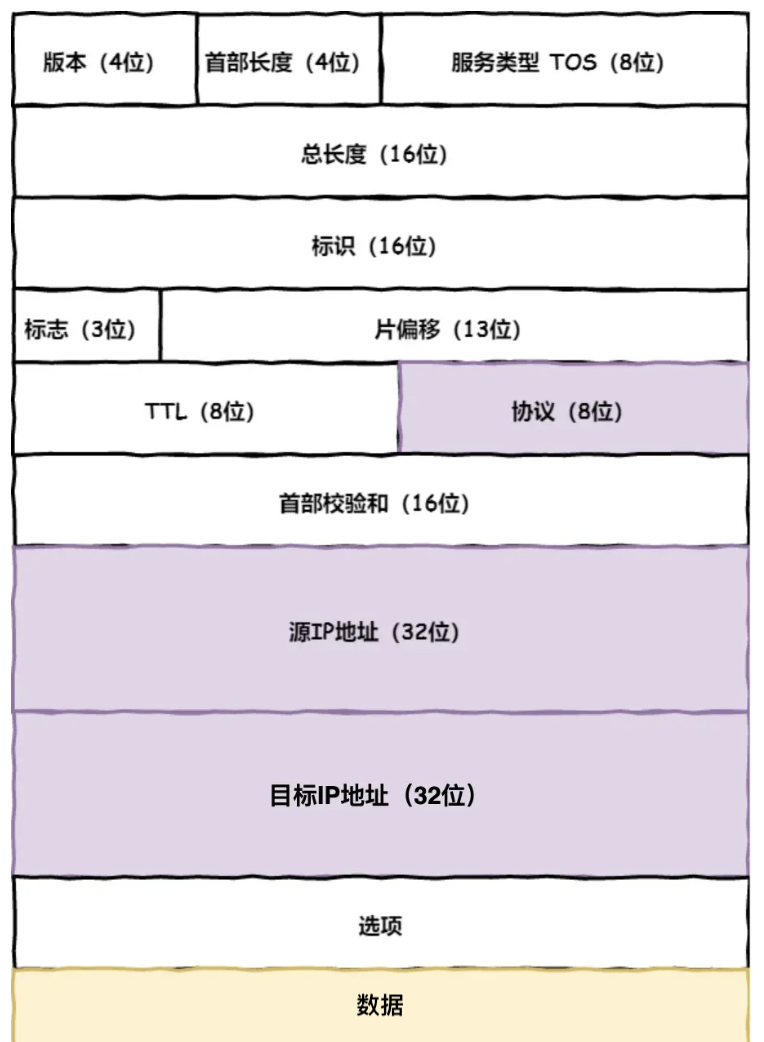 版本（4位）
首部长度（4位）
服务类型 TOS（8位）
总长度（16位）
标识（16位）
标志（3位）
片偏移（13位）
TTL（8位）
协议（8位）
首部校验和（16位）
源IP地址（32位）
目标IP地址（32位）
选项
数据